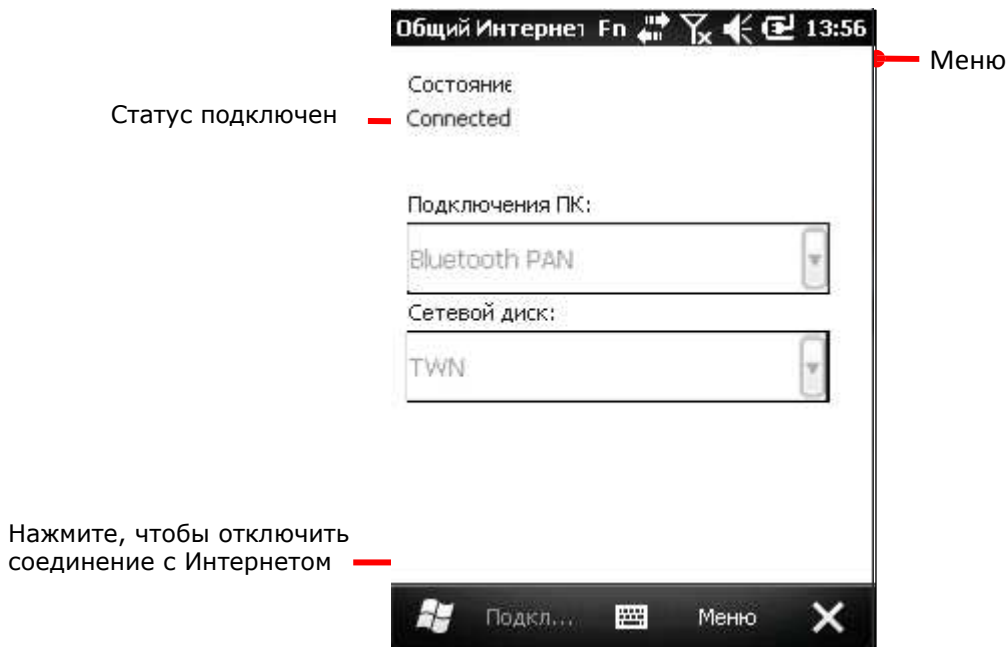 Общий Интернет Fn 13:56
Меню
Состояние
Статус подключен
Connected
Подключения ПК:
Bluetooth PAN
Сетевой диск:
TWN
Нажмите, чтобы отключить
соединение с Интернетом
Подкл... Меню